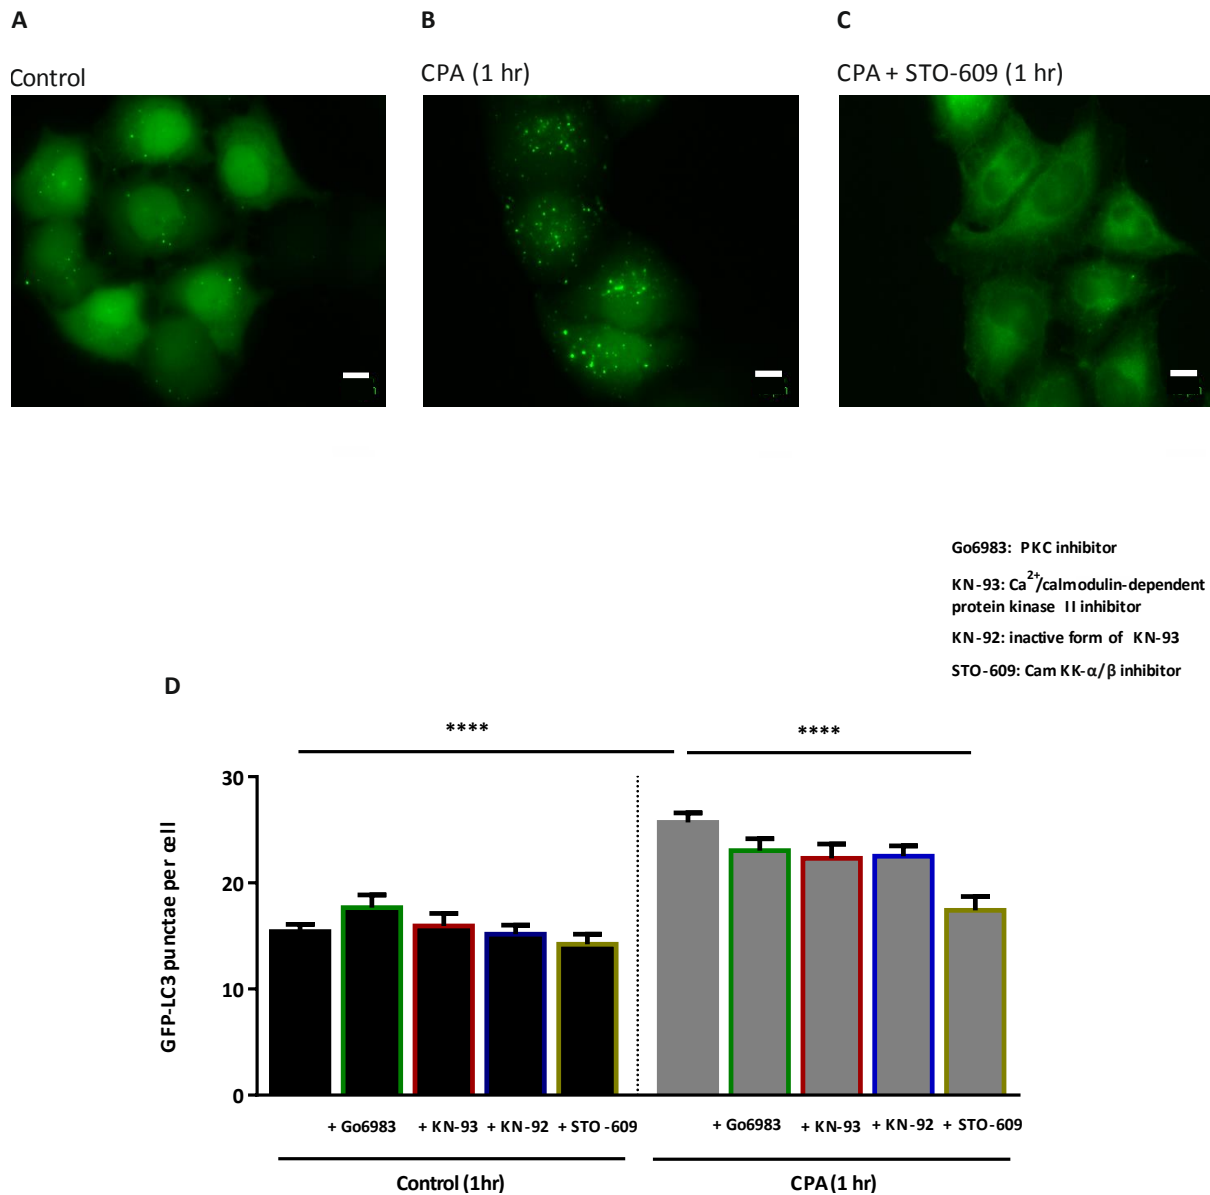 A
B
C
Control
CPA (1 hr)
CPA + STO-609 (1 hr)
Go6983: PKC inhibitor
KN-93: Ca2+/calmodulin-dependent
protein kinase II inhibitor
KN-92: inactive form of KN-93
STO-609: Cam KK-α/β inhibitor
D
****
****
GFP-LC3 punctae per cell
30
20
10
0
+ Go6983
+ KN-93
+ KN-92
+ STO-609
+ Go6983
+ KN-93
+ KN-92
+ STO-609
Control (1hr)
CPA (1 hr)